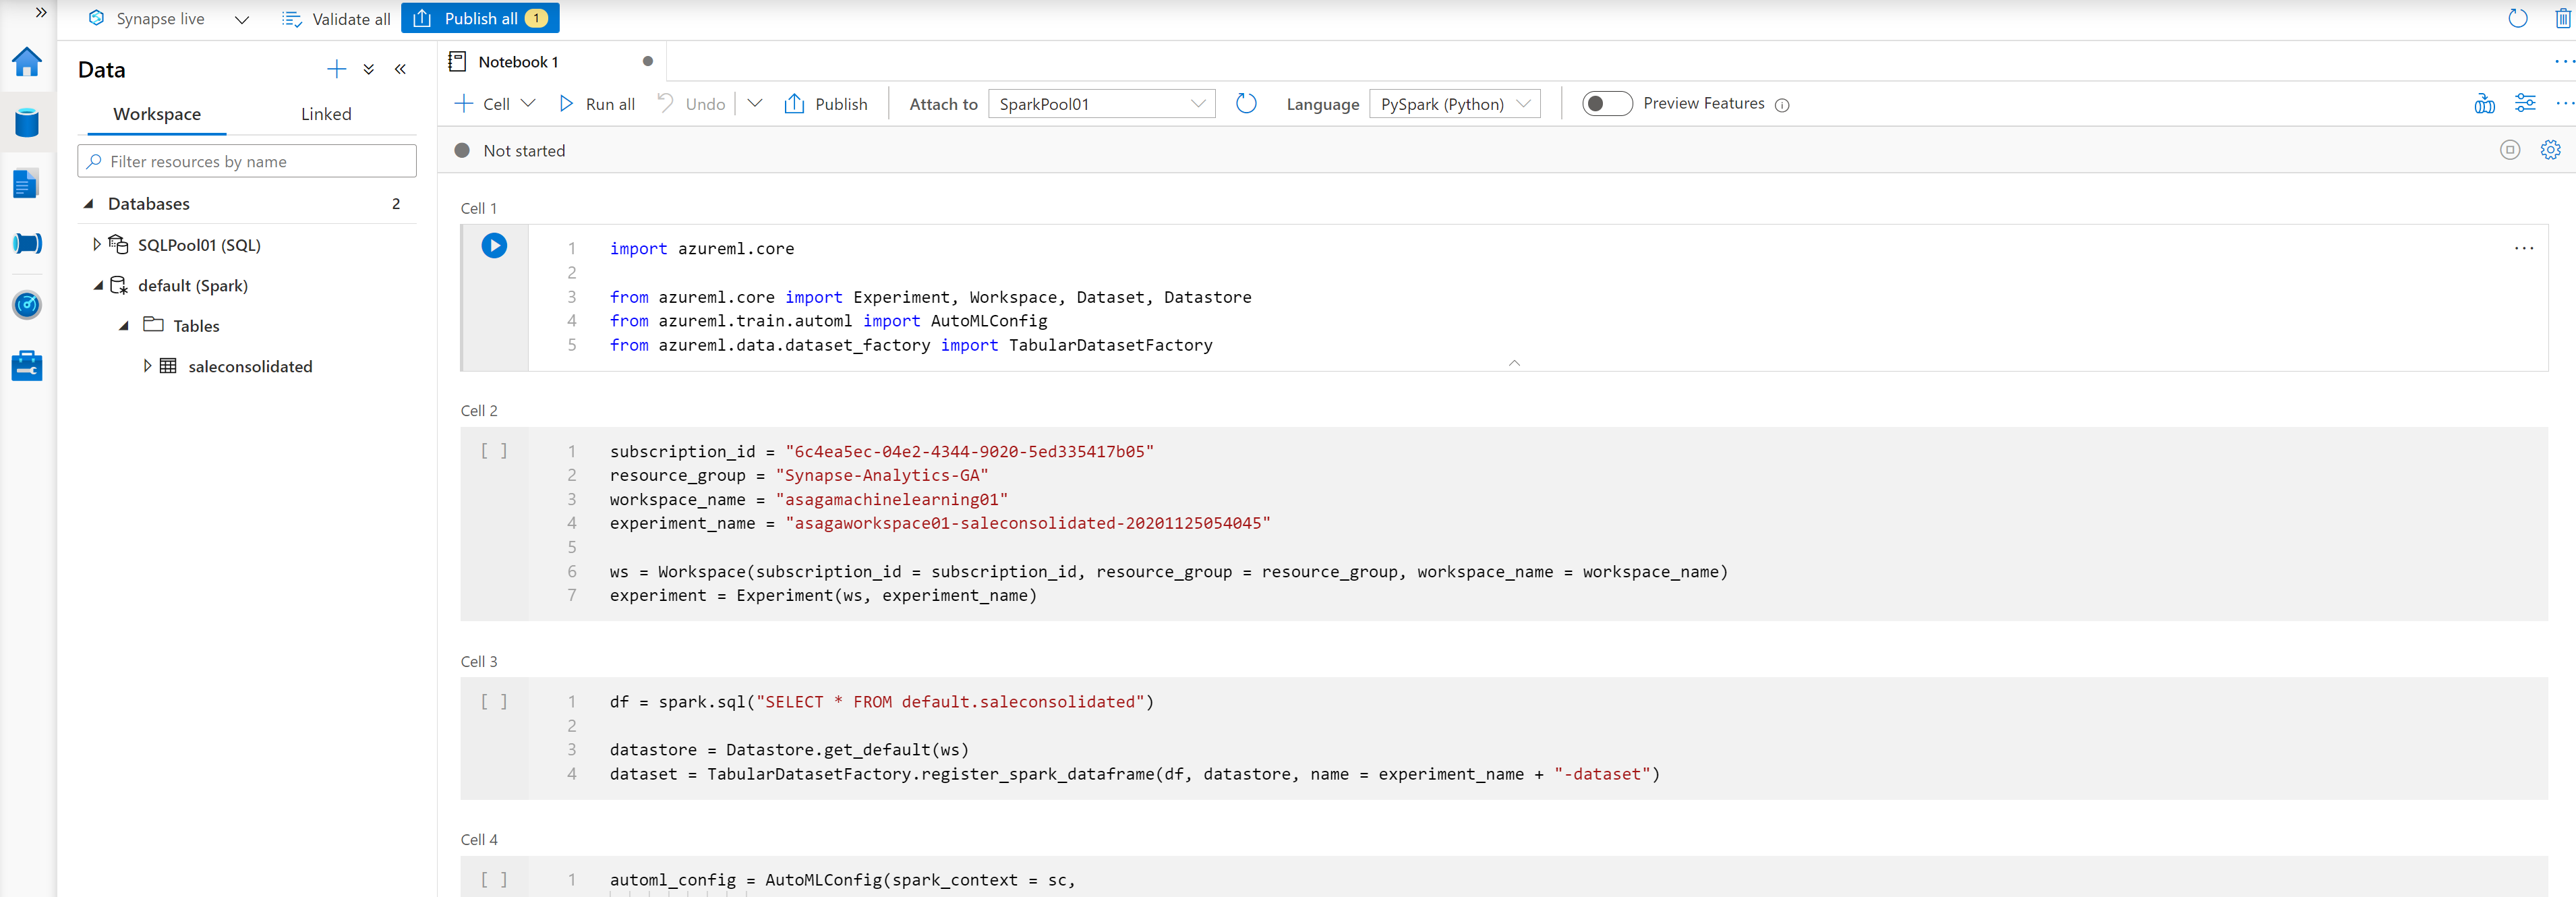 Synapse live
Validate all
Publish all 1
Data
Workspace
Linked
Filter resources by name
Databases 2
SQLPool01 (SQL)
default (Spark)
Tables
saleconsolidated
Notebook 1
Cell
Run all
Undo
Publish
Attach to
SparkPool01
Language
PySpark (Python)
Preview Features
Not started
Cell 1
1 import azureml.core
2
3 from azureml.core import Experiment, Workspace, Dataset, Datastore
4 from azureml.train.automl import AutoMLConfig
5 from azureml.data.dataset_factory import TabularDatasetFactory
Cell 2
[ ]
1 subscription_id = "6c4ea5ec-04e2-4344-9020-5ed335417b05"
2 resource_group = "Synapse-Analytics-GA"
3 workspace_name = "asagamachinelearning01"
4 experiment_name = "asagaworkspace01-saleconsolidated-20201125054045"
5
6 ws = Workspace(subscription_id = subscription_id, resource_group = resource_group, workspace_name = workspace_name)
7 experiment = Experiment(ws, experiment_name)
Cell 3
[ ]
1 df = spark.sql("SELECT * FROM default.saleconsolidated")
2
3 datastore = Datastore.get_default(ws)
4 dataset = TabularDatasetFactory.register_spark_dataframe(df, datastore, name = experiment_name + "-dataset")
Cell 4
[ ]
1 automl_config = AutoMLConfig(spark_context = sc,